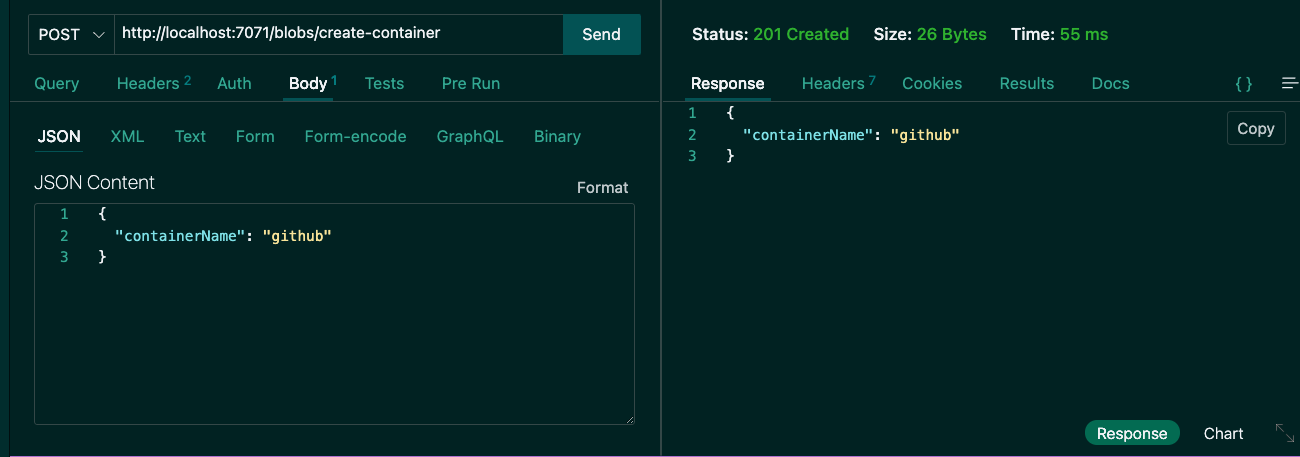 POST http://localhost:7071/blobs/create-container Send
Query Headers 2 Auth Body 1 Tests Pre Run
JSON XML Text Form Form-encode GraphQL Binary
JSON Content Format
1 {
2 "containerName": "github"
3 }
Status: 201 Created Size: 26 Bytes Time: 55 ms
Response Headers 7 Cookies Results Docs { }
1 {
2 "containerName": "github"
3 }
Copy
Response Chart